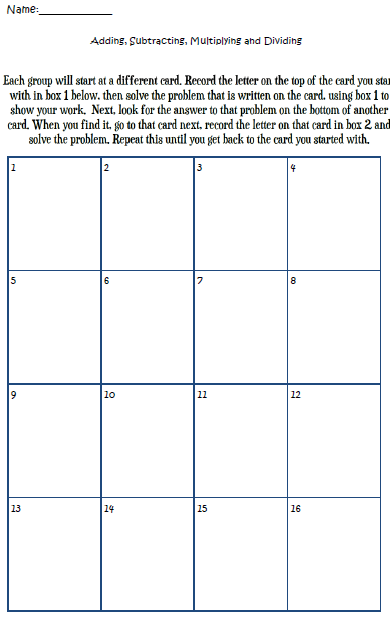 Name:_____________
Adding, Subtracting, Multiplying and Dividing
Each group will start at a different card. Record the letter on the top of the card you star
with in box 1 below, then solve the problem that is written on the card, using box 1 to
show your work. Next, look for the answer to that problem on the bottom of another
card. When you find it, go to that card next, record the letter on that card in box 2, and
solve the problem. Repeat this until you get back to the card you started with.
1 2 3 4
5 6 7 8
9 10 11 12
13 14 15 16